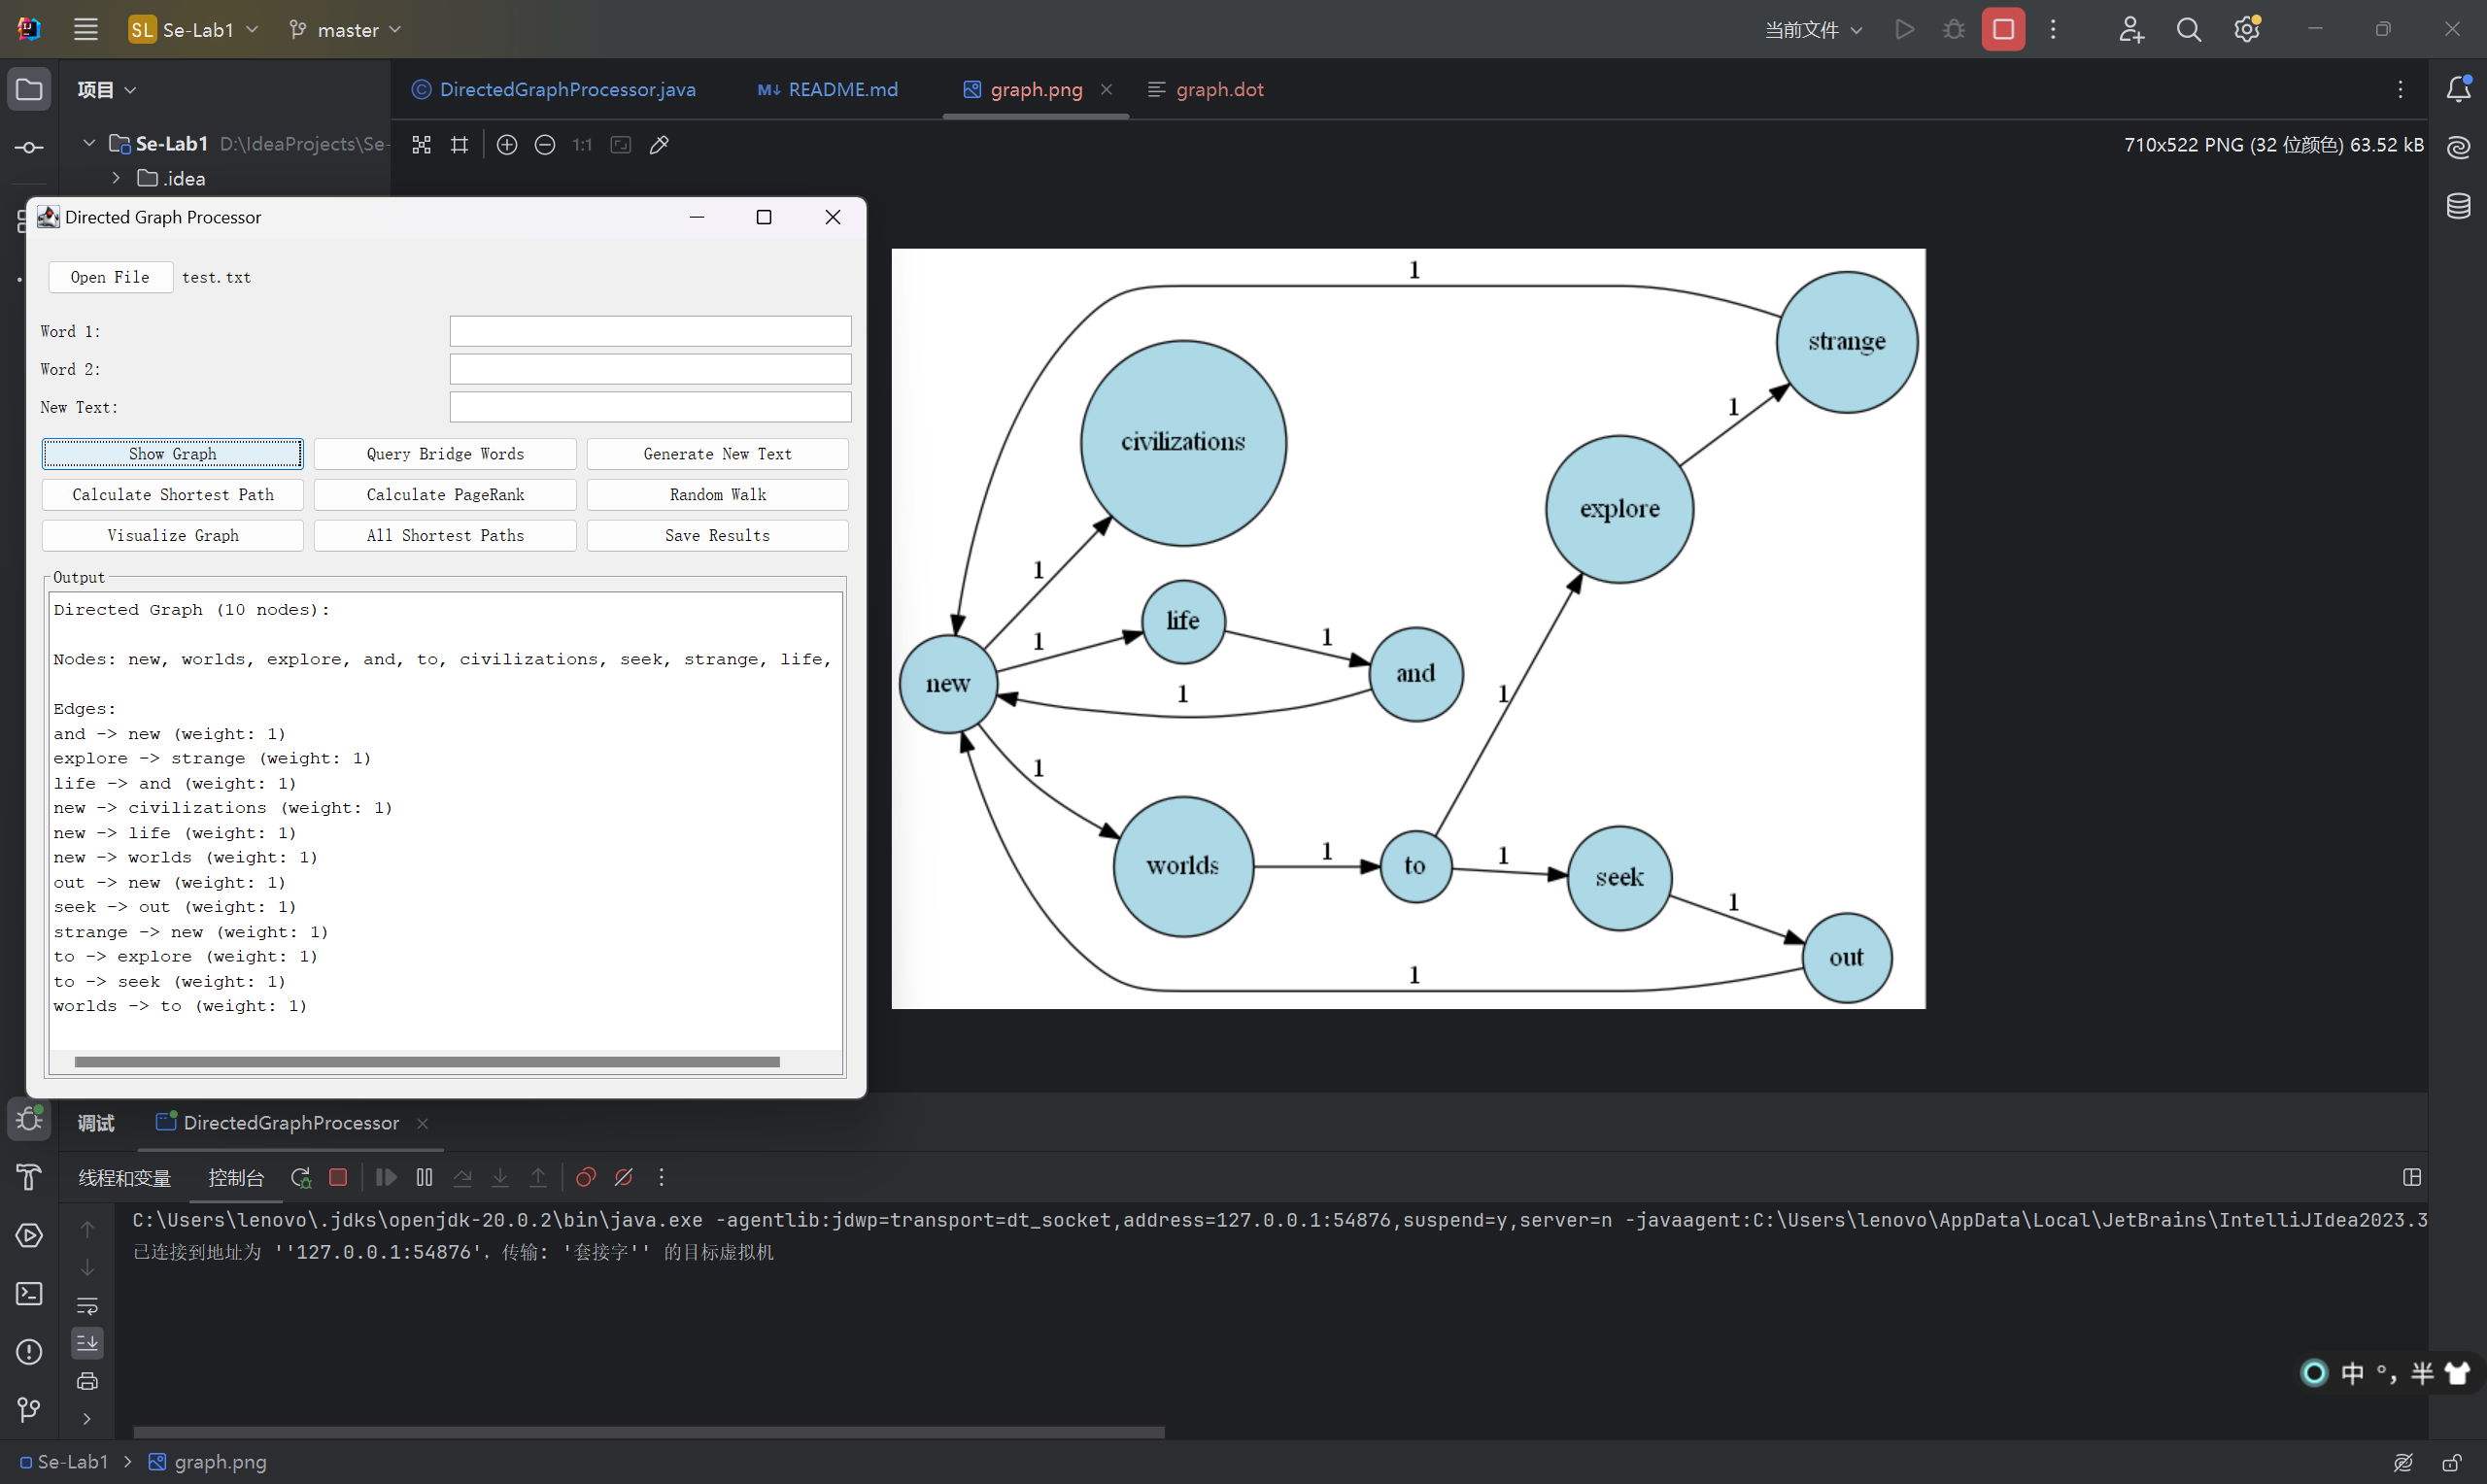 SL Se-Lab1 master 当前文件
项目 DirectedGraphProcessor.java README.md graph.png graph.dot
Se-Lab1 D:\IdeaProjects\Se-
1:1 710x522 PNG (32 位颜色) 63.52 kB
.idea
Directed Graph Processor
Open File test.txt
Word 1:
Word 2:
New Text:
Show Graph Query Bridge Words Generate New Text
Calculate Shortest Path Calculate PageRank Random Walk
Visualize Graph All Shortest Paths Save Results
Output
Directed Graph (10 nodes):
Nodes: new, worlds, explore, and, to, civilizations, seek, strange, life,
Edges:
and -> new (weight: 1)
explore -> strange (weight: 1)
life -> and (weight: 1)
new -> civilizations (weight: 1)
new -> life (weight: 1)
new -> worlds (weight: 1)
out -> new (weight: 1)
seek -> out (weight: 1)
strange -> new (weight: 1)
to -> explore (weight: 1)
to -> seek (weight: 1)
worlds -> to (weight: 1)
1
strange
1
civilizations
explore
1
life
1
1
and
new
1
1
1
worlds
1
to
1
seek
1
out
1
调试 DirectedGraphProcessor
线程和变量 控制台
C:\Users\lenovo\.jdks\openjdk-20.0.2\bin\java.exe -agentlib:jdwp=transport=dt_socket,address=127.0.0.1:54876,suspend=y,server=n -javaagent:C:\Users\lenovo\AppData\Local\JetBrains\IntelliJIdea2023.3
已连接到地址为 ''127.0.0.1:54876'，传输: '套接字'' 的目标虚拟机
中 °, 半
Se-Lab1 > graph.png